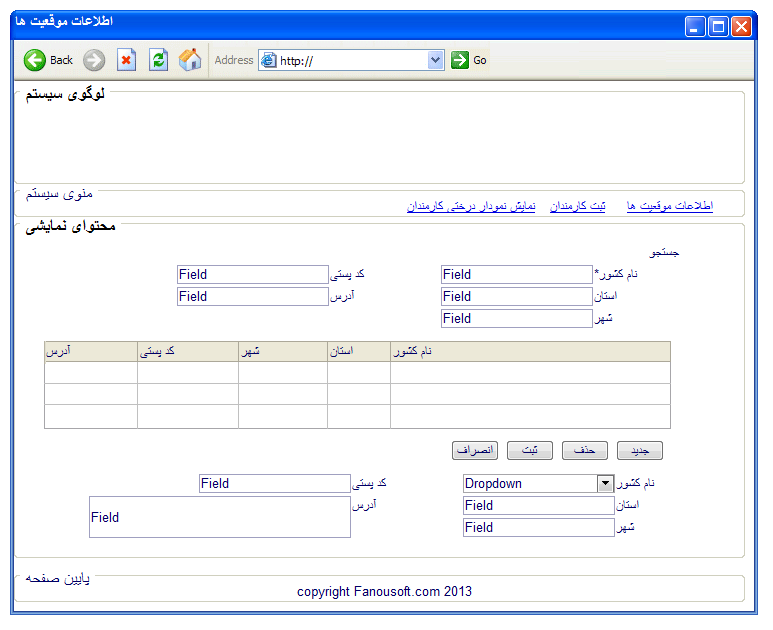 اطلاعات موقعیت ها
Back Address http:// Go
لوگوی سیستم
منوی سیستم
اطلاعات موقعیت ها ثبت کارمندان نمایش نمودار درختی کارمندان
محتوای نمایشی
جستجو
نام کشور* Field کد پستی Field
استان Field آدرس Field
شهر Field
نام کشور استان شهر کد پستی آدرس
جدید حذف ثبت انصراف
نام کشور Dropdown کد پستی Field
استان Field آدرس Field
شهر Field
پایین صفحه
copyright Fanousoft.com 2013